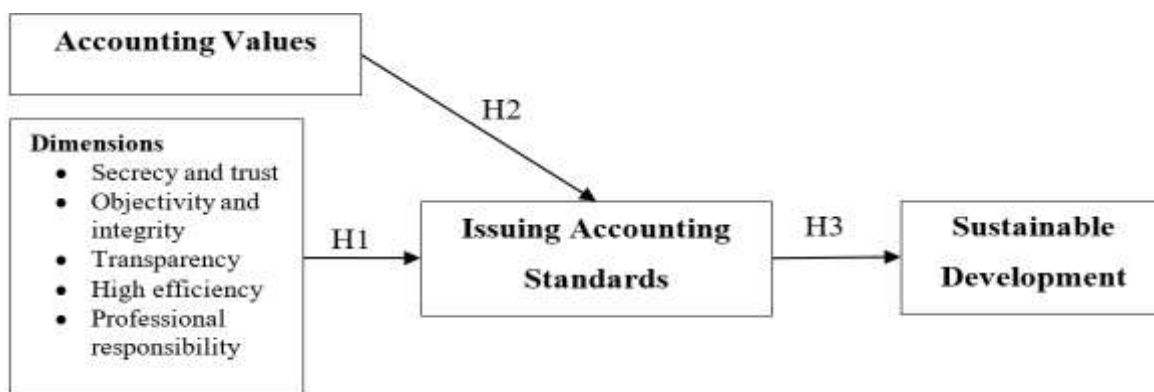 Accounting Values
Dimensions
● Secrecy and trust
● Objectivity and
integrity
● Transparency
● High efficiency
● Professional
responsibility
H1
H2
Issuing Accounting
Standards
H3
Sustainable
Development